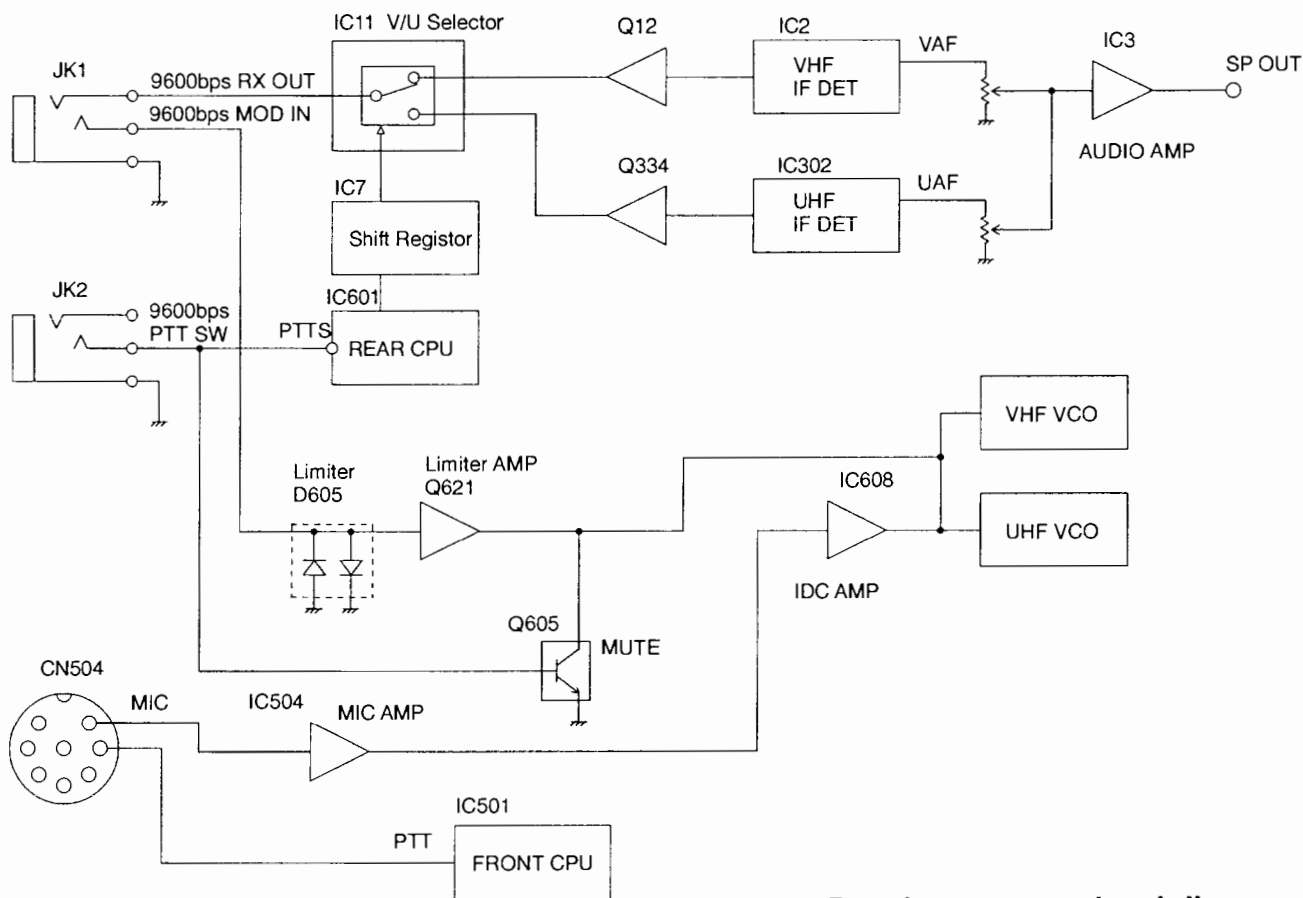 IC11 V/U Selector
Q12
IC2
VHF
IF DET
VAF
IC3
SP OUT
AUDIO AMP
JK1
9600bps RX OUT
9600bps MOD IN
Q334
IC302
UHF
IF DET
UAF
IC7
Shift Registor
JK2
9600bps
PTT SW
PTTS
IC601
REAR CPU
VHF VCO
Limiter
D605
Limiter AMP
Q621
IC608
IDC AMP
UHF VCO
Q605
MUTE
CN504
MIC
IC504
MIC AMP
IC501
PTT
FRONT CPU